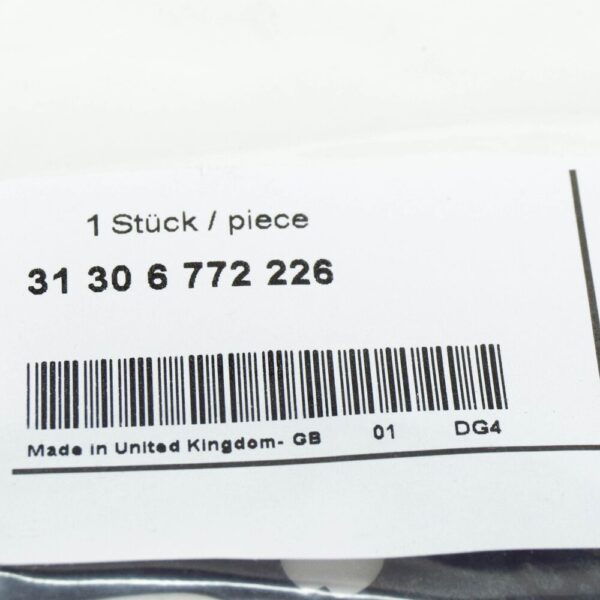 1 Stück / piece
31 30 6 772 226
Made in United Kingdom- GB 01 DG4